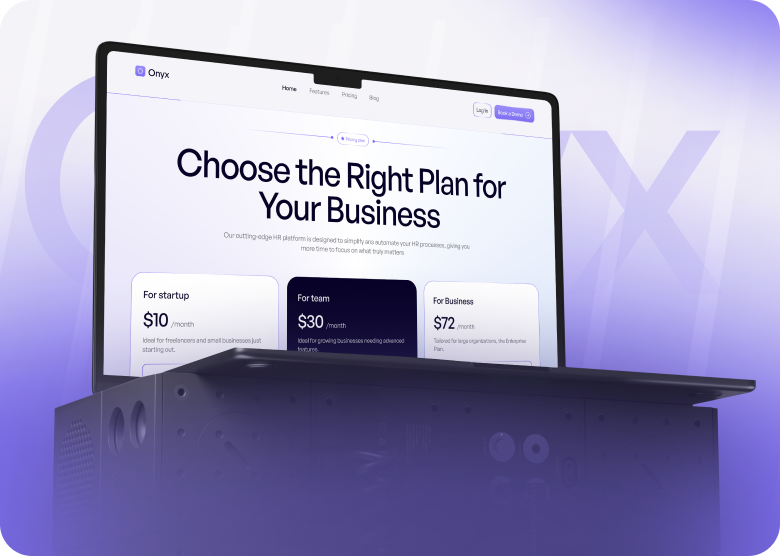 Onyx
Home Features Pricing Blog
Log In Book a Demo
Pricing plan
Choose the Right Plan for
Your Business
Our cutting-edge HR platform is designed to simplify ans automate your HR processes, giving you
more time to focus on what truly matters
For startup
$10 /month
Ideal for freelancers and small businesses just
starting out.
For team
$30 /month
Ideal for growing businesses needing advanced
features.
For Business
$72 /month
Tailored for large organizations, the Enterprise
Plan.